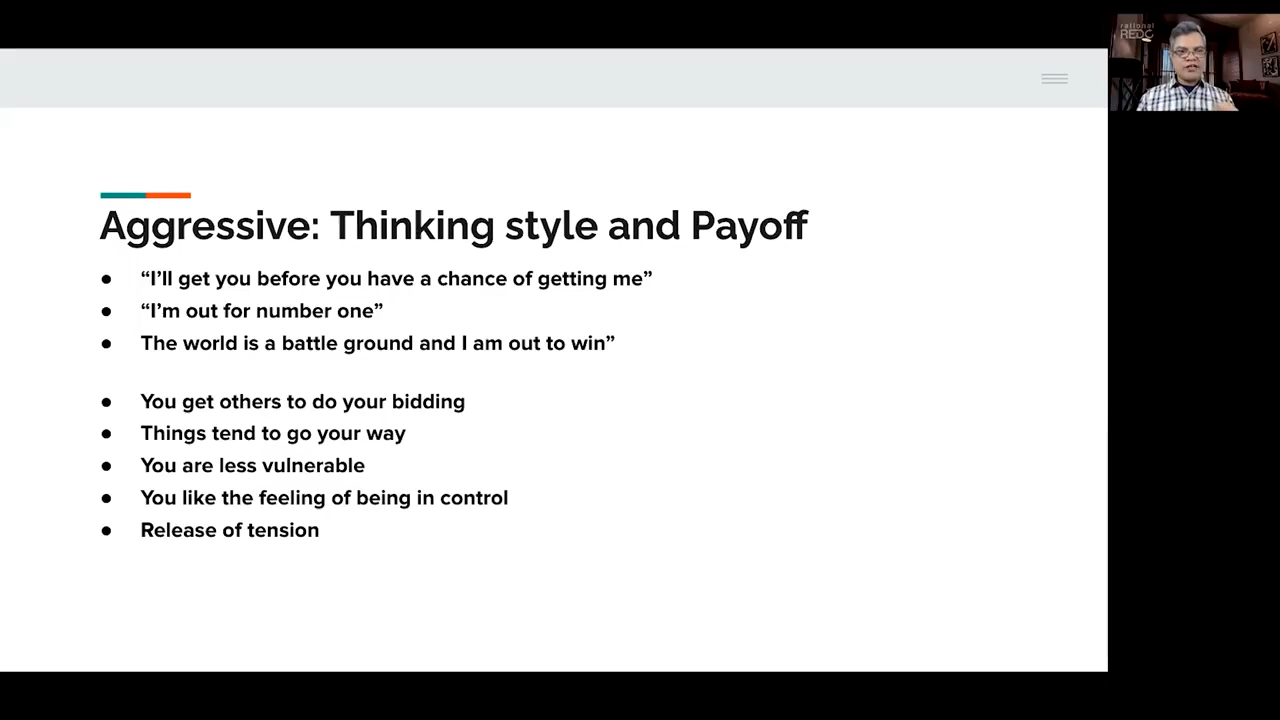 rational
REDC
Aggressive: Thinking style and Payoff
● “I’ll get you before you have a chance of getting me”
● “I’m out for number one”
● The world is a battle ground and I am out to win”
● You get others to do your bidding
● Things tend to go your way
● You are less vulnerable
● You like the feeling of being in control
● Release of tension